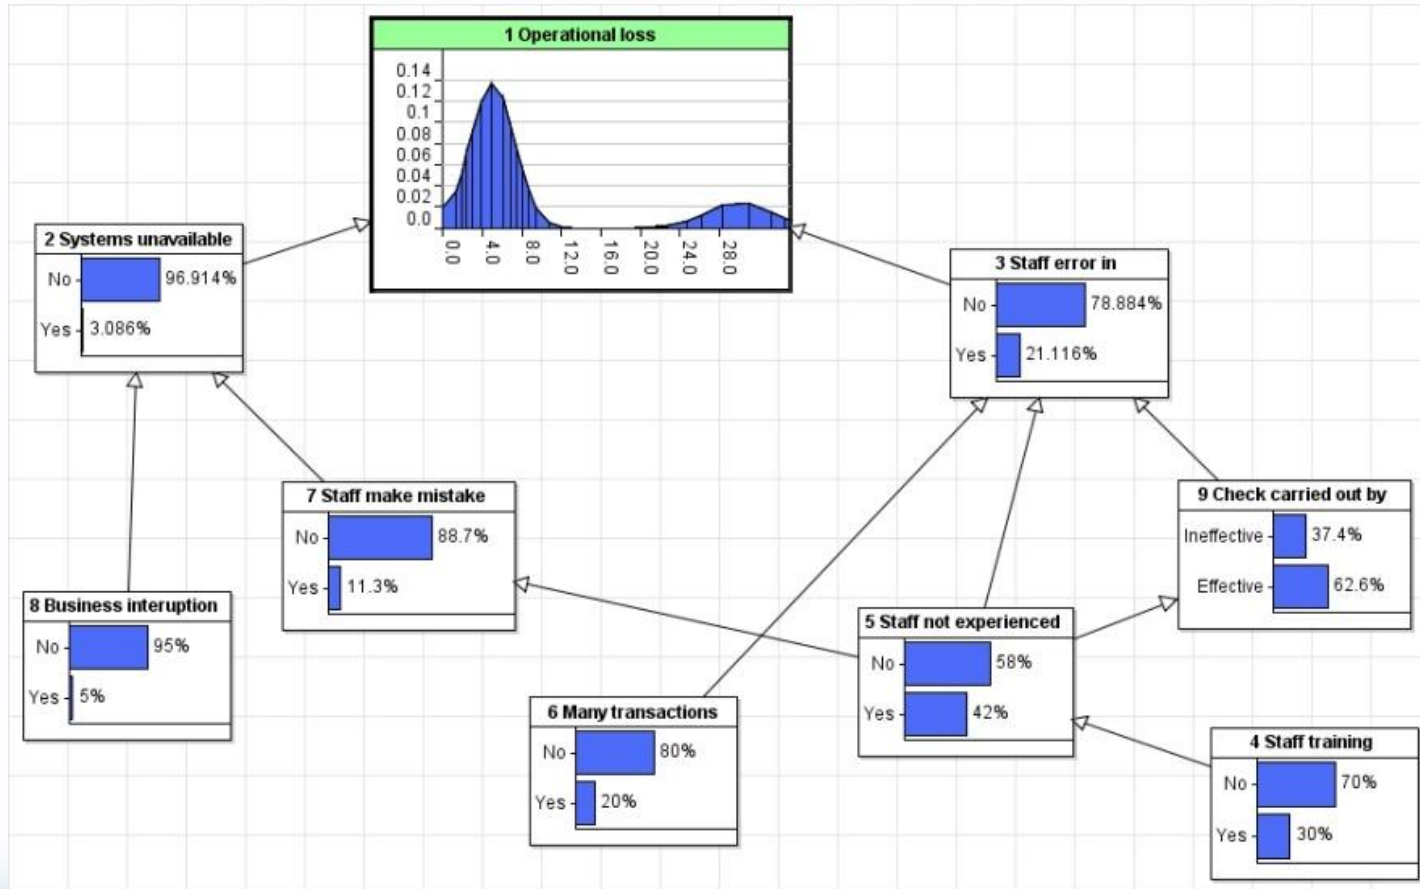 1 Operational loss
0.14
0.12
0.1
0.08
0.06
0.04
0.02
0.0
0.0 4.0 8.0 12.0 16.0 20.0 24.0 28.0
2 Systems unavailable
No 96.914%
Yes 3.086%
3 Staff error in
No 78.884%
Yes 21.116%
7 Staff make mistake
No 88.7%
Yes 11.3%
9 Check carried out by
Ineffective 37.4%
Effective 62.6%
8 Business interuption
No 95%
Yes 5%
5 Staff not experienced
No 58%
Yes 42%
6 Many transactions
No 80%
Yes 20%
4 Staff training
No 70%
Yes 30%